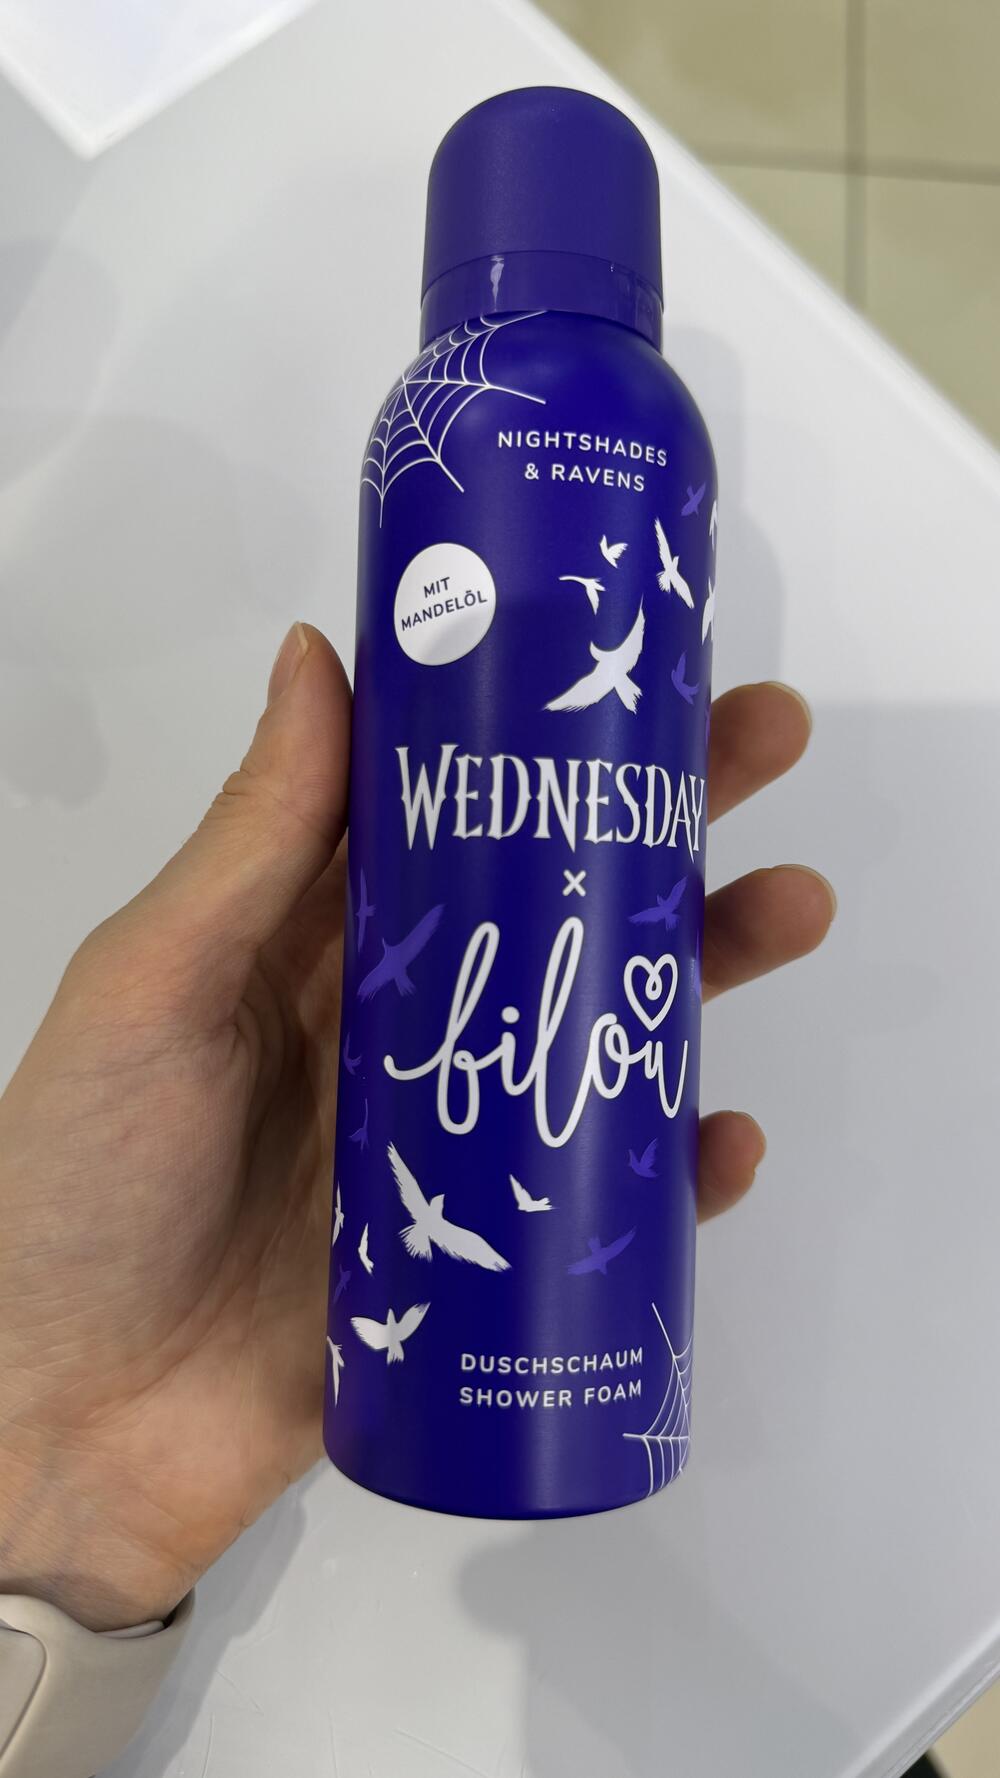 NIGHTSHADES
& RAVENS
MIT
MANDELÖL
WEDNESDAY
x
bilou
DUSCHSCHAUM
SHOWER FOAM